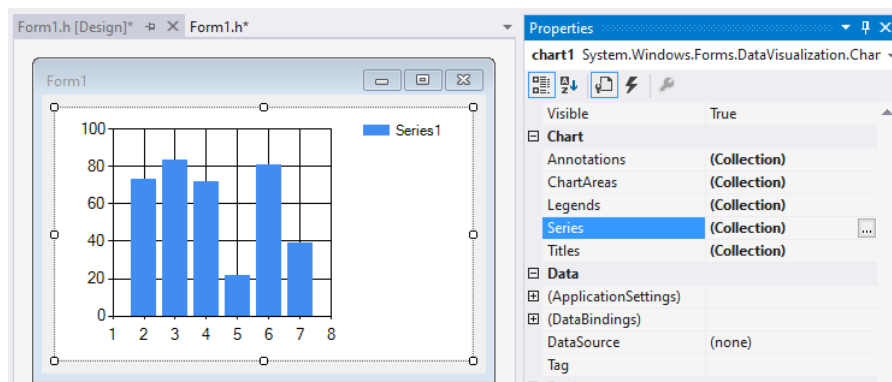 Form1.h [Design]* Form1.h*
Form1
100
80
60
40
20
0
1 2 3 4 5 6 7 8
Series1
Properties
chart1 System.Windows.Forms.DataVisualization.Char
Visible True
Chart
Annotations (Collection)
ChartAreas (Collection)
Legends (Collection)
Series (Collection) ...
Titles (Collection)
Data
(ApplicationSettings)
(DataBindings)
DataSource (none)
Tag